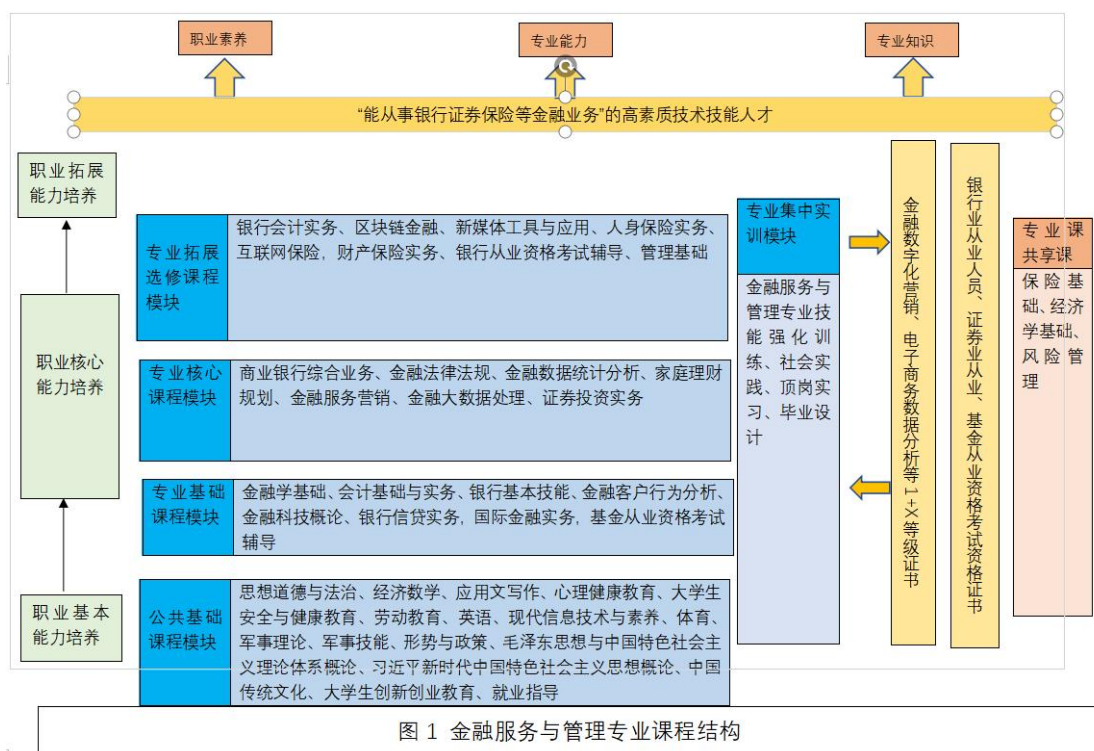 职业素养
专业能力
专业知识
“能从事银行证券保险等金融业务”的高素质技术技能人才
职业拓展
能力培养
职业核心
能力培养
职业基本
能力培养
专业拓展
选修课程
模块
银行会计实务、区块链金融、新媒体工具与应用、人身保险实务、
互联网保险，财产保险实务、银行从业资格考试辅导、管理基础
专业核心
课程模块
商业银行综合业务、金融法律法规、金融数据统计分析、家庭理财
规划、金融服务营销、金融大数据处理、证券投资实务
专业基础
课程模块
金融学基础、会计基础与实务、银行基本技能、金融客户行为分析、
金融科技概论、银行信贷实务，国际金融实务，基金从业资格考试
辅导
公共基础
课程模块
思想道德与法治、经济数学、应用文写作、心理健康教育、大学生
安全与健康教育、劳动教育、英语、现代信息技术与素养、体育、
军事理论、军事技能、形势与政策、毛泽东思想与中国特色社会主
义理论体系概论、习近平新时代中国特色社会主义思想概论、中国
传统文化、大学生创新创业教育、就业指导
专业集中实
训模块
金融服务与
管理专业技
能强化训
练、社会实
践、顶岗实
习、毕业设
计
金融数字化营销、电子商务数据分析等1+X等级证书
银行业从业人员、证券业从业、基金从业资格考试资格证书
专业课
共享课
保险基
础、经济
学基础、
风险管
理
图 1 金融服务与管理专业课程结构